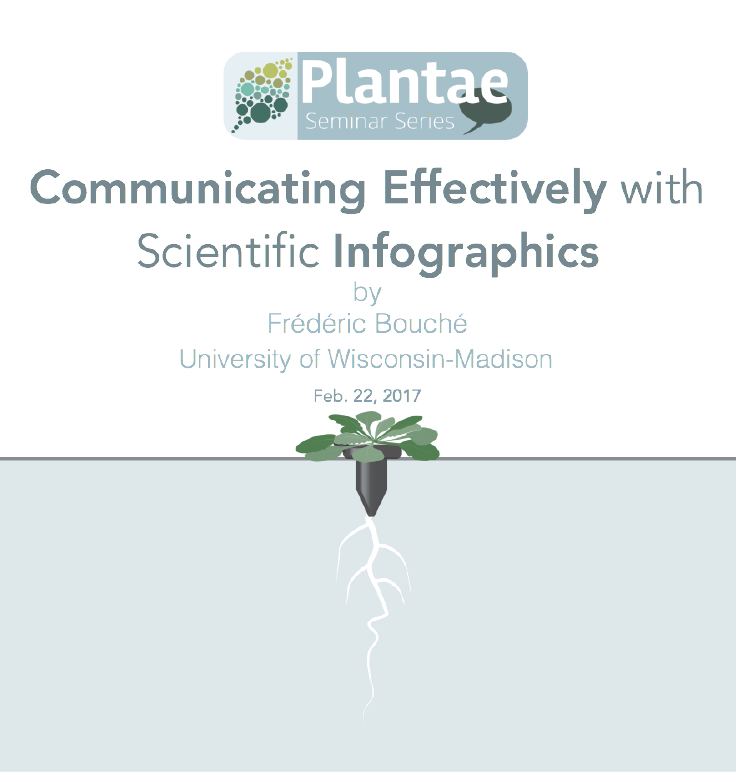 Plantae
Seminar Series
Communicating Effectively with
Scientific Infographics
by
Frédéric Bouché
University of Wisconsin-Madison
Feb. 22, 2017